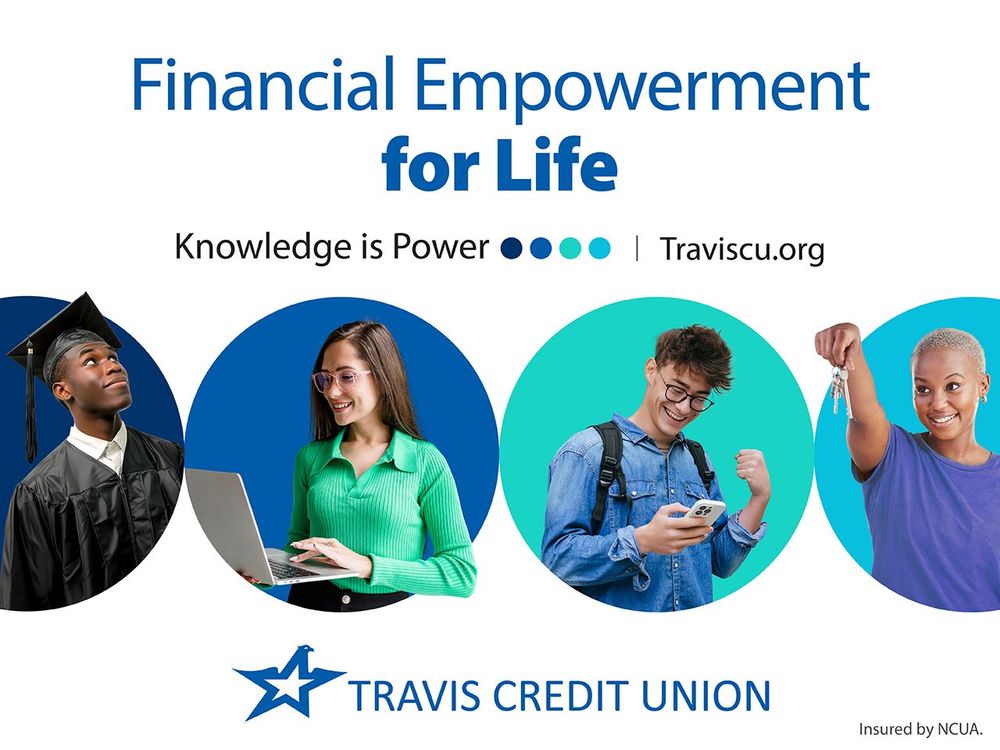 Financial Empowerment
for Life
Knowledge is Power | Traviscu.org
TRAVIS CREDIT UNION
Insured by NCUA.